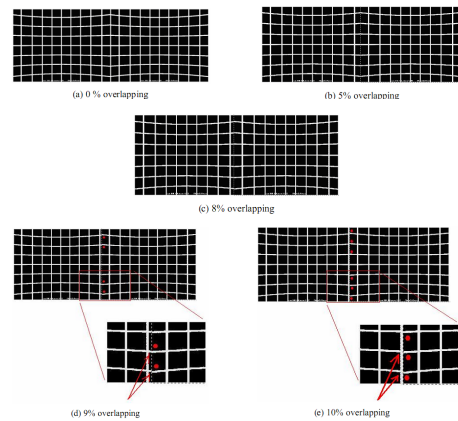 (a) 0 % overlapping
(b) 5% overlapping
(c) 8% overlapping
(d) 9% overlapping
(e) 10% overlapping